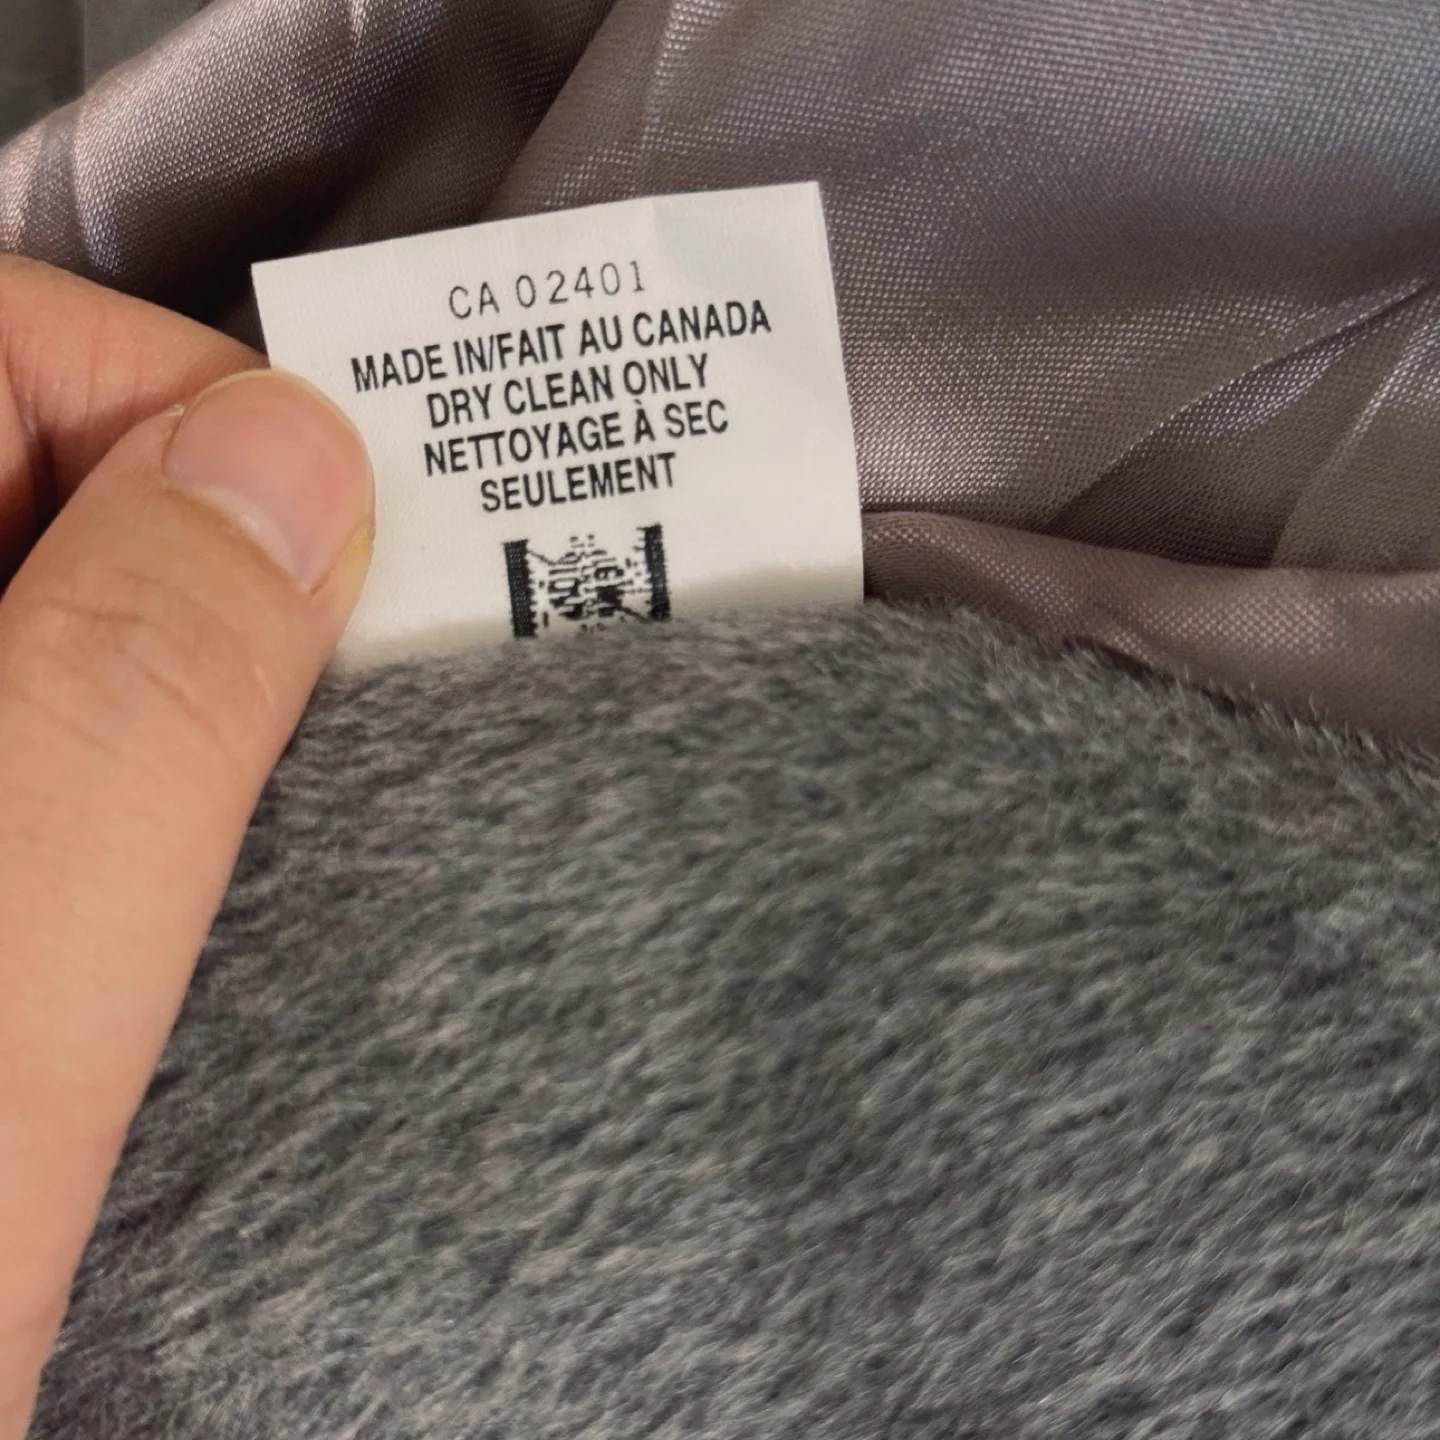 CA 02401
MADE IN/FAIT AU CANADA
DRY CLEAN ONLY
NETTOYAGE À SEC
SEULEMENT